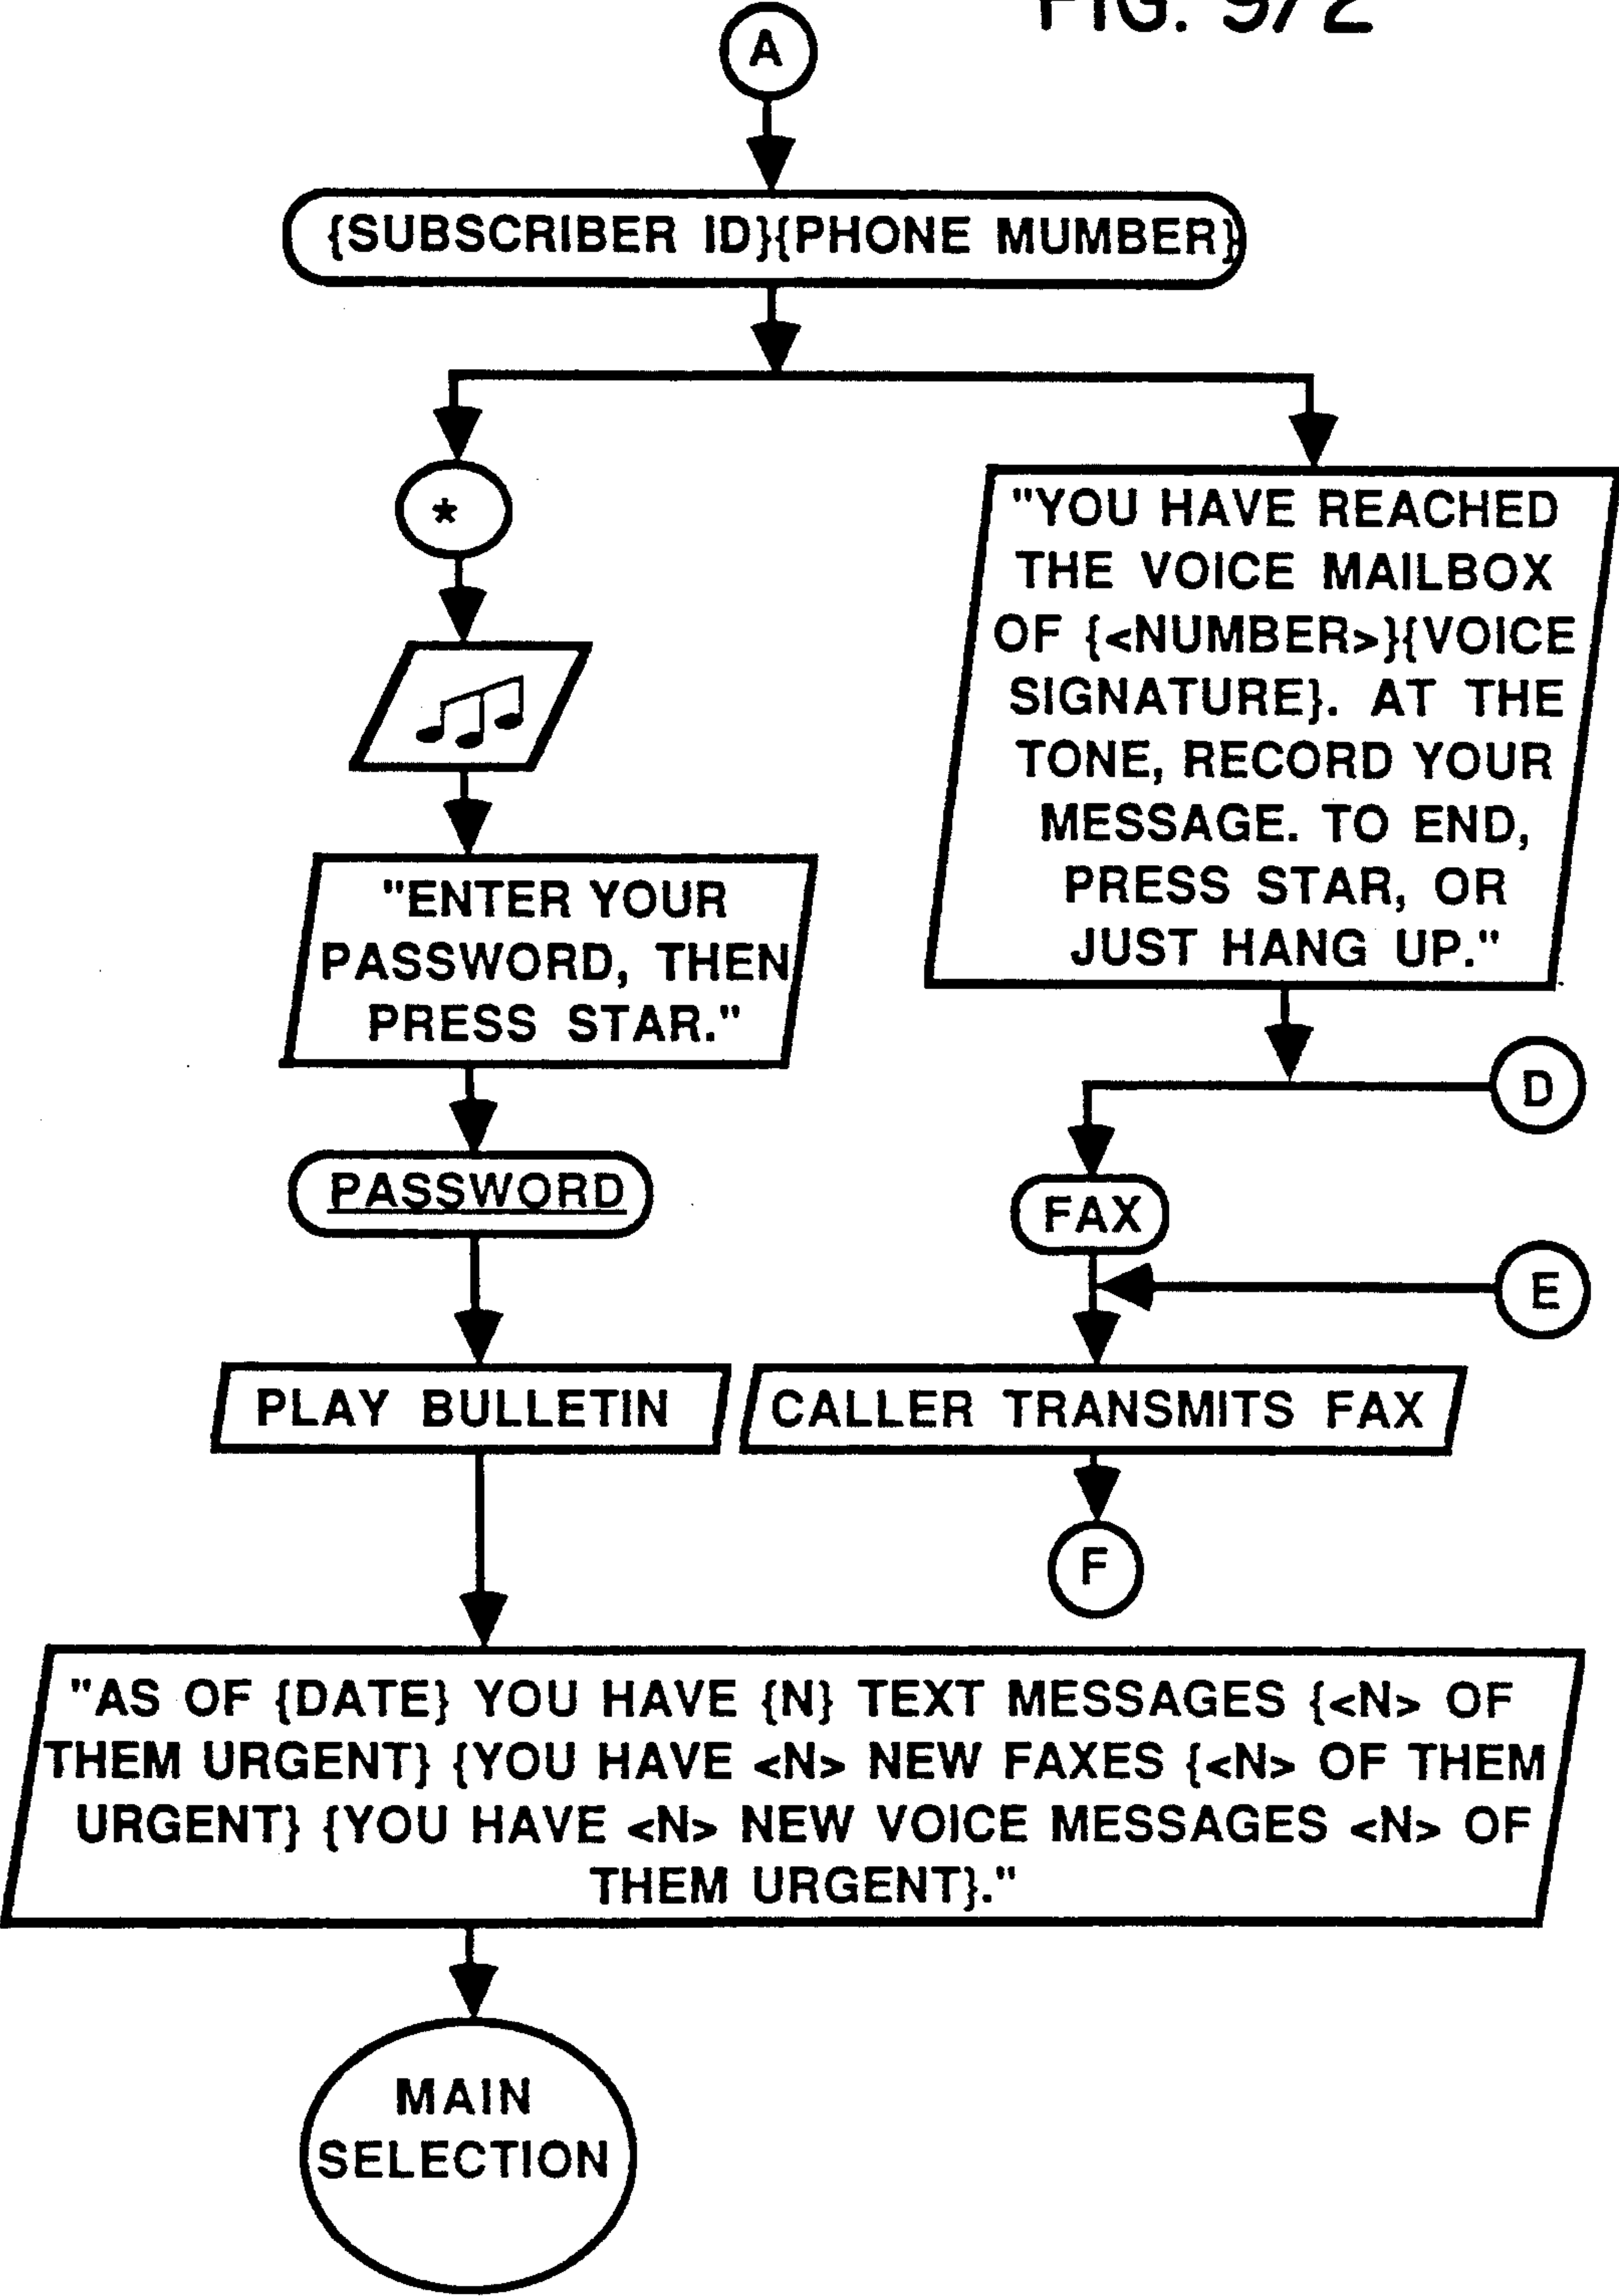 FIG. 9/2
A
{SUBSCRIBER ID}{PHONE MUMBER}
*
"YOU HAVE REACHED
THE VOICE MAILBOX
OF {<NUMBER>}{VOICE
SIGNATURE}. AT THE
TONE, RECORD YOUR
MESSAGE. TO END,
PRESS STAR, OR
JUST HANG UP."
"ENTER YOUR
PASSWORD, THEN
PRESS STAR."
D
PASSWORD
FAX
E
PLAY BULLETIN
CALLER TRANSMITS FAX
F
"AS OF {DATE} YOU HAVE {N} TEXT MESSAGES {<N> OF
THEM URGENT} {YOU HAVE <N> NEW FAXES {<N> OF THEM
URGENT} {YOU HAVE <N> NEW VOICE MESSAGES <N> OF
THEM URGENT}."
MAIN
SELECTION